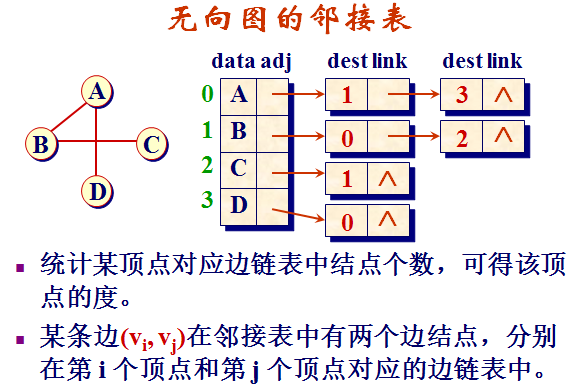 无向图的邻接表
data adj dest link dest link
A
B
C
D
0 A 1 3 ∧
1 B 0 2 ∧
2 C 1 ∧
3 D 0 ∧
统计某顶点对应边链表中结点个数，可得该顶
点的度。
某条边(vi, vj)在邻接表中有两个边结点，分别
在第 i 个顶点和第 j 个顶点对应的边链表中。